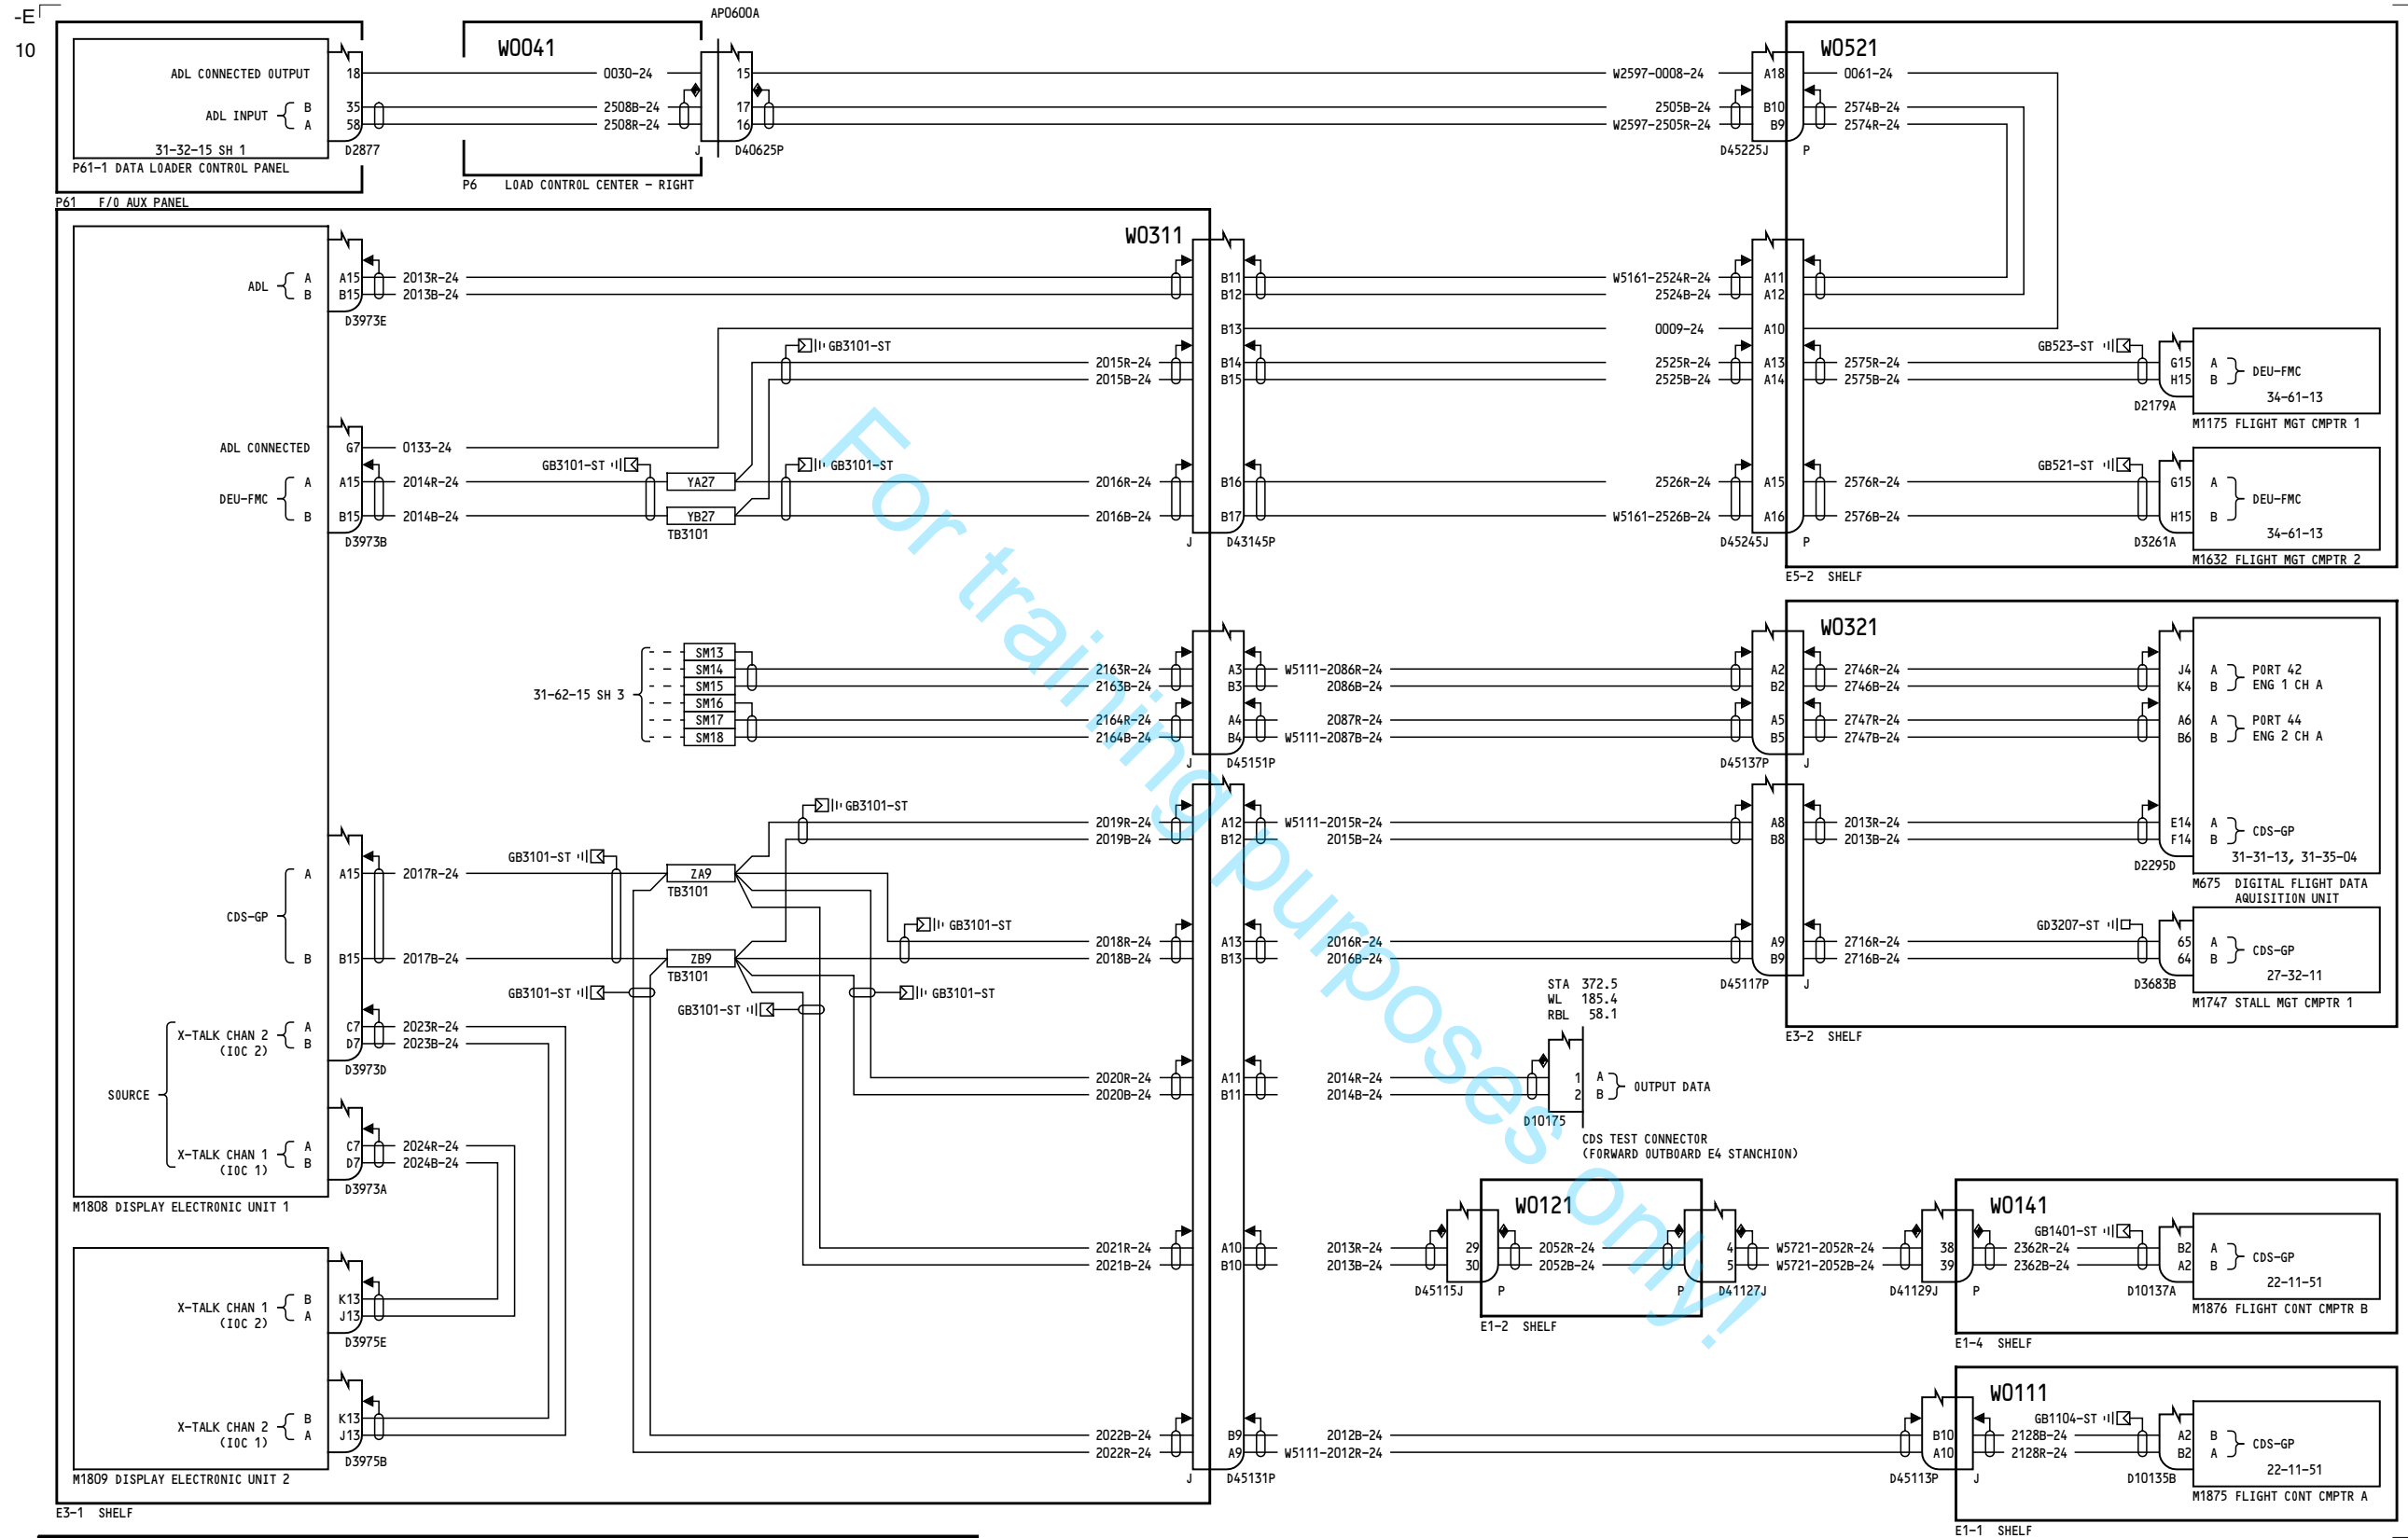 -E
10
AP0600A
W0041
W0521
ADL CONNECTED OUTPUT 18 0030-24 15 W2597-0008-24 A18 0061-24
ADL INPUT B 35 2508B-24 17 2505B-24 B10 2574B-24
A 58 2508R-24 16 W2597-2505R-24 B9 2574R-24
31-32-15 SH 1 D2877 J D40625P D45225J P
P61-1 DATA LOADER CONTROL PANEL
P6 LOAD CONTROL CENTER - RIGHT
P61 F/O AUX PANEL
W0311
ADL A A15 2013R-24 B11 W5161-2524R-24 A11
B B15 2013B-24 B12 2524B-24 A12
D3973E
B13 0009-24 A10
GB3101-ST GB523-ST
2015R-24 B14 2525R-24 A13 2575R-24 G15 A DEU-FMC
2015B-24 B15 2525B-24 A14 2575B-24 H15 B
34-61-13
D2179A
M1175 FLIGHT MGT CMPTR 1
ADL CONNECTED G7 0133-24
GB3101-ST GB3101-ST GB521-ST
DEU-FMC A A15 2014R-24 YA27 2016R-24 B16 2526R-24 A15 2576R-24 G15 A DEU-FMC
B B15 2014B-24 YB27 2016B-24 B17 W5161-2526B-24 A16 2576B-24 H15 B
TB3101 34-61-13
D3973B J D43145P D45245J P D3261A
M1632 FLIGHT MGT CMPTR 2
E5-2 SHELF
W0321
31-62-15 SH 3
SM13
SM14 2163R-24 A3 W5111-2086R-24 A2 2746R-24 J4 A PORT 42
SM15 2163B-24 B3 2086B-24 B2 2746B-24 K4 B ENG 1 CH A
SM16
SM17 2164R-24 A4 2087R-24 A5 2747R-24 A6 A PORT 44
SM18 2164B-24 B4 W5111-2087B-24 B5 2747B-24 B6 B ENG 2 CH A
J D45151P D45137P J
GB3101-ST
2019R-24 A12 W5111-2015R-24 A8 2013R-24 E14 A CDS-GP
2019B-24 B12 2015B-24 B8 2013B-24 F14 B
31-31-13, 31-35-04
D2295D
M675 DIGITAL FLIGHT DATA
AQUISITION UNIT
GB3101-ST
CDS-GP A A15 2017R-24 ZA9
TB3101
GB3101-ST GD3207-ST
2018R-24 A13 2016R-24 A9 2716R-24 65 A CDS-GP
B B15 2017B-24 ZB9 2018B-24 B13 2016B-24 B9 2716B-24 64 B
TB3101 27-32-11
D45117P J D3683B
M1747 STALL MGT CMPTR 1
E3-2 SHELF
GB3101-ST GB3101-ST
GB3101-ST
STA 372.5
WL 185.4
RBL 58.1
SOURCE
X-TALK CHAN 2 A C7 2023R-24
(IOC 2) B D7 2023B-24
D3973D
2020R-24 A11 2014R-24 1 A OUTPUT DATA
2020B-24 B11 2014B-24 2 B
D10175
CDS TEST CONNECTOR
(FORWARD OUTBOARD E4 STANCHION)
X-TALK CHAN 1 A C7 2024R-24
(IOC 1) B D7 2024B-24
D3973A
M1808 DISPLAY ELECTRONIC UNIT 1
W0121 W0141
GB1401-ST
2021R-24 A10 2013R-24 29 2052R-24 4 W5721-2052R-24 38 2362R-24 B2 A CDS-GP
2021B-24 B10 2013B-24 30 2052B-24 5 W5721-2052B-24 39 2362B-24 A2 B
22-11-51
D45115J P P D41127J D41129J P D10137A
M1876 FLIGHT CONT CMPTR B
E1-2 SHELF
E1-4 SHELF
X-TALK CHAN 1 B K13
(IOC 2) A J13
D3975E
W0111
GB1104-ST
X-TALK CHAN 2 B K13
(IOC 1) A J13
D3975B
2022B-24 B9 2012B-24 B10 2128B-24 A2 B CDS-GP
2022R-24 A9 W5111-2012R-24 A10 2128R-24 B2 A
22-11-51
J D45131P D45113P J D10135B
M1875 FLIGHT CONT CMPTR A
M1809 DISPLAY ELECTRONIC UNIT 2
E3-1 SHELF
E1-1 SHELF
For training purposes only!